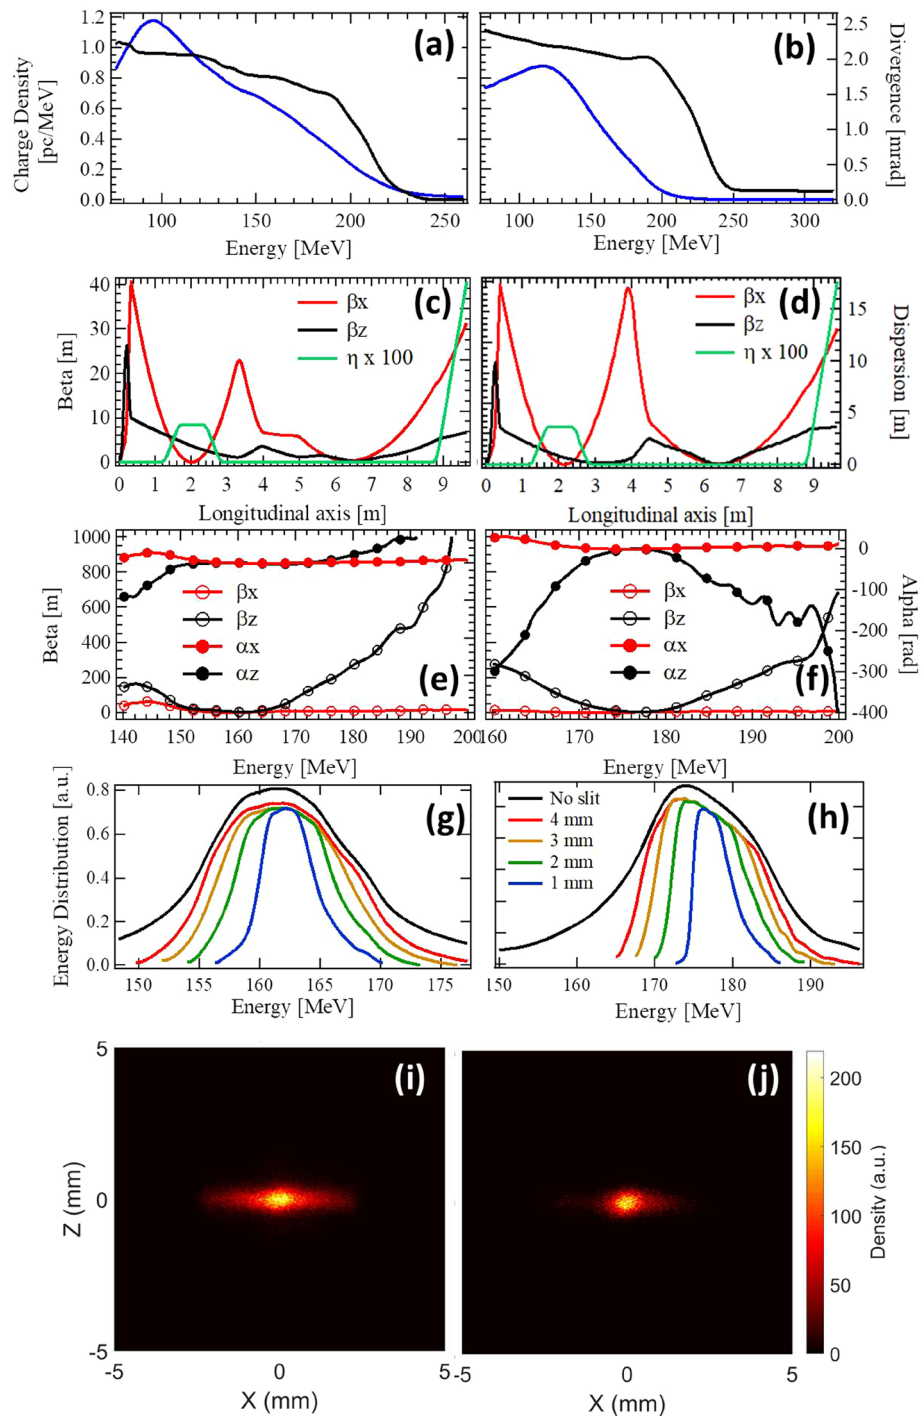 (a)
1.2
1.0
0.8
0.6
0.4
0.2
0.0
Charge Density
[pc/MeV]
100 150 200 250
Energy [MeV]
(b)
2.5
2.0
1.5
1.0
0.5
0.0
Divergence [mrad]
100 150 200 250 300
Energy [MeV]
(c)
40
30
20
10
0
Beta [m]
βx
βz
η x 100
0 1 2 3 4 5 6 7 8 9
Longitudinal axis [m]
(d)
15
10
5
0
Dispersion [m]
βx
βz
η x 100
0 1 2 3 4 5 6 7 8 9
Longitudinal axis [m]
(e)
1000
800
600
400
200
0
Beta [m]
βx
βz
αx
αz
140 150 160 170 180 190 200
Energy [MeV]
(f)
0
-100
-200
-300
-400
Alpha [rad]
βx
βz
αx
αz
160 170 180 190 200
Energy [MeV]
(g)
0.8
0.6
0.4
0.2
0.0
Energy Distribution [a.u.]
150 155 160 165 170 175
Energy [MeV]
(h)
No slit
4 mm
3 mm
2 mm
1 mm
150 160 170 180 190
Energy [MeV]
(i)
5
0
-5
Z (mm)
-5 0 5
X (mm)
(j)
-5 0 5
X (mm)
200
150
100
50
0
Density (a.u.)